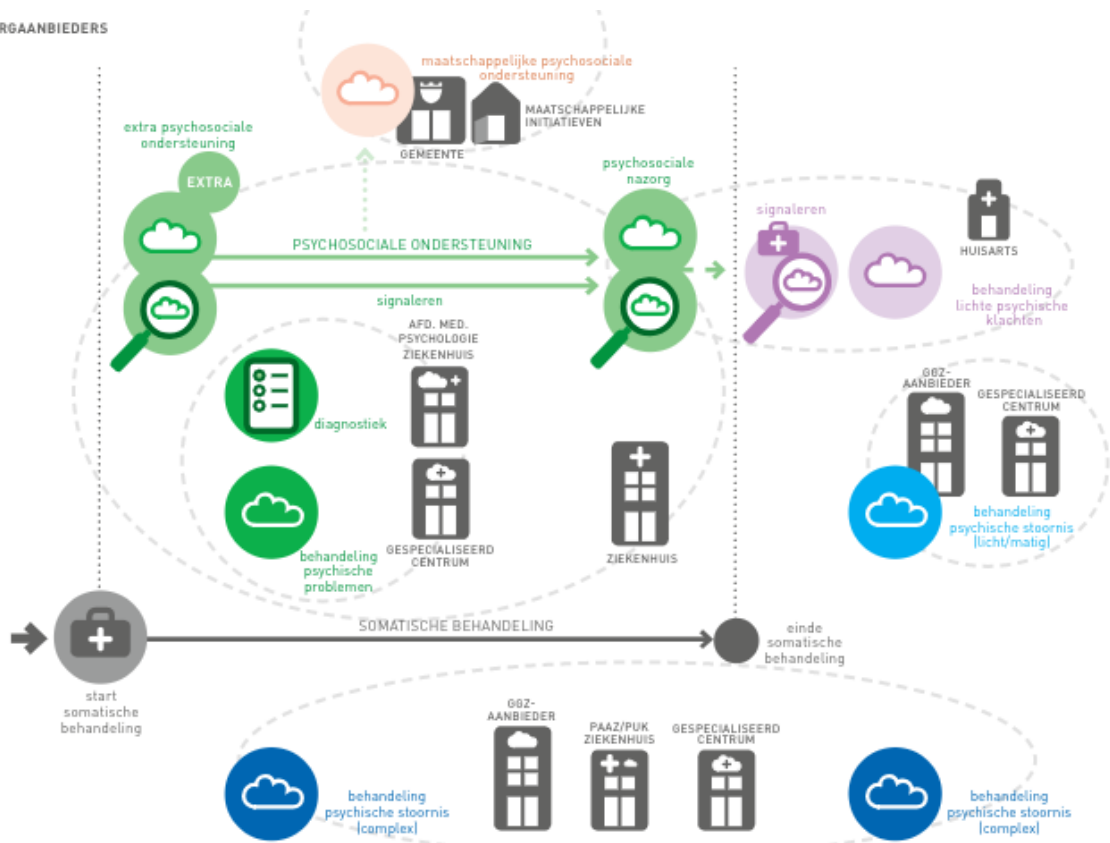 RGAANBIEDERS
maatschappelijke psychosociale
ondersteuning
MAATSCHAPPELIJKE
INITIATIEVEN
GEMEENTE
extra psychosociale
ondersteuning
EXTRA
psychosociale
nazorg
PSYCHOSOCIALE ONDERSTEUNING
signaleren
signaleren
HUISARTS
behandeling
lichte psychische
klachten
AFD. MED.
PSYCHOLOGIE
ZIEKENHUIS
diagnostiek
GESPECIALISEERD
CENTRUM
behandeling
psychische
problemen
ZIEKENHUIS
GGZ-
AANBIEDER
GESPECIALISEERD
CENTRUM
behandeling
psychische stoornis
(licht/matig)
SOMATISCHE BEHANDELING
start
somatische
behandeling
einde
somatische
behandeling
GGZ-
AANBIEDER
PAAZ/PUK
ZIEKENHUIS
GESPECIALISEERD
CENTRUM
behandeling
psychische stoornis
(complex)
behandeling
psychische stoornis
(complex)